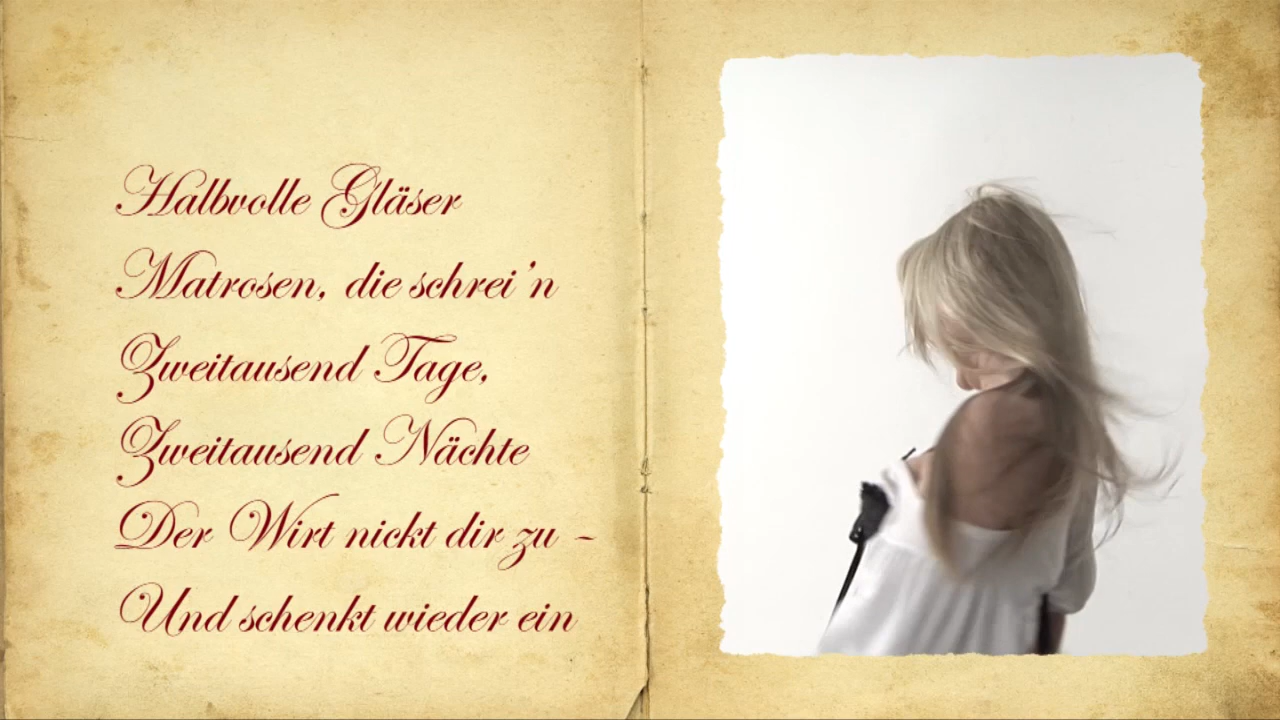 Halbvolle Gläser
Matrosen, die schrei'n
Zweitausend Tage,
Zweitausend Nächte
Der Wirt nickt dir zu –
Und schenkt wieder ein